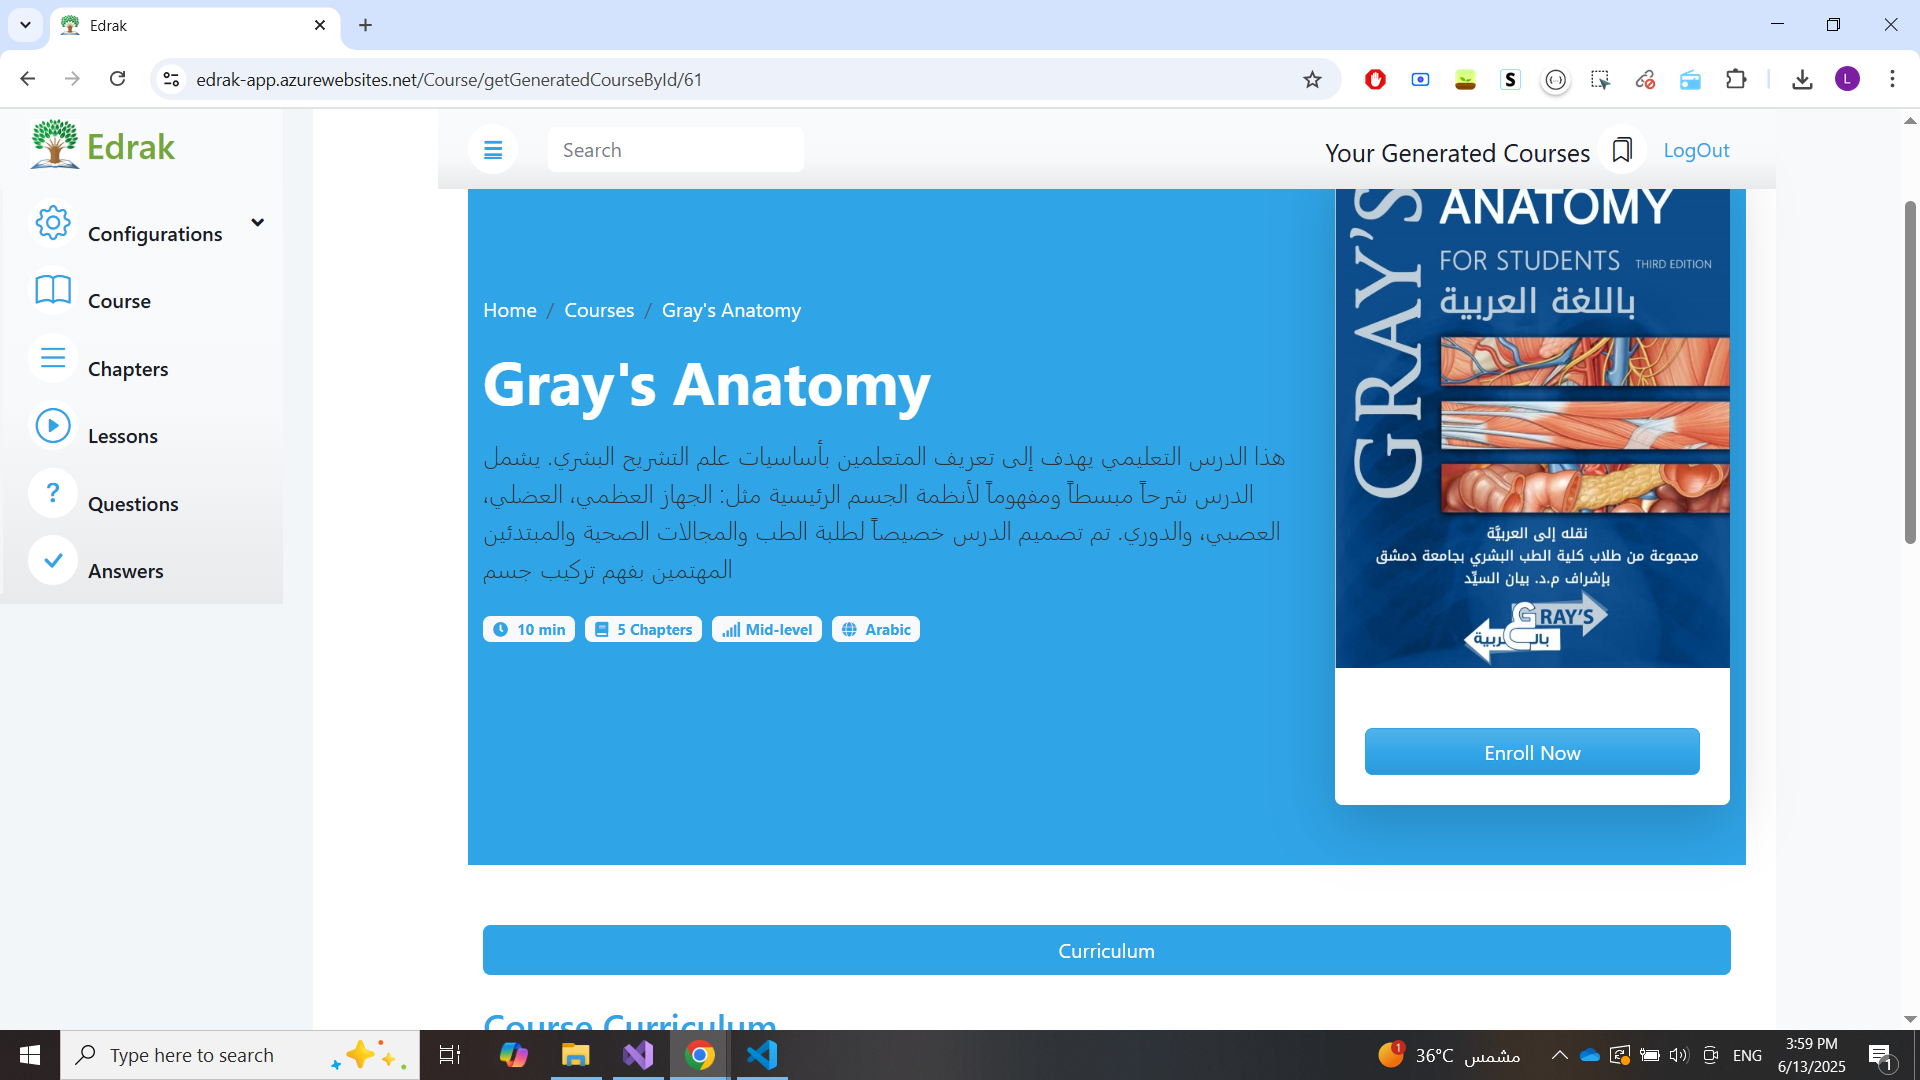 Edrak
edrak-app.azurewebsites.net/Course/getGeneratedCourseById/61
Edrak
Search
Your Generated Courses
LogOut
Configurations
Course
Chapters
Lessons
Questions
Answers
Home / Courses / Gray's Anatomy
Gray's Anatomy
هذا الدرس التعليمي يهدف إلى تعريف المتعلمين بأساسيات علم التشريح البشري. يشمل
الدرس شرحاً مبسطاً ومفهوماً لأنظمة الجسم الرئيسية مثل: الجهاز العظمي، العضلي،
العصبي، والدوري. تم تصميم الدرس خصيصاً لطلبة الطب والمجالات الصحية والمبتدئين
المهتمين بفهم تركيب جسم
10 min
5 Chapters
Mid-level
Arabic
GRAY'S
ANATOMY
FOR STUDENTS THIRD EDITION
باللغة العربية
نقله إلى العربيَّة
مجموعة من طلاب كلية الطب البشري بجامعة دمشق
بإشراف م.د. بيان السيِّد
GRAY'S
Enroll Now
Curriculum
Course Curriculum
Type here to search
36°C مشمس
ENG
3:59 PM
6/13/2025